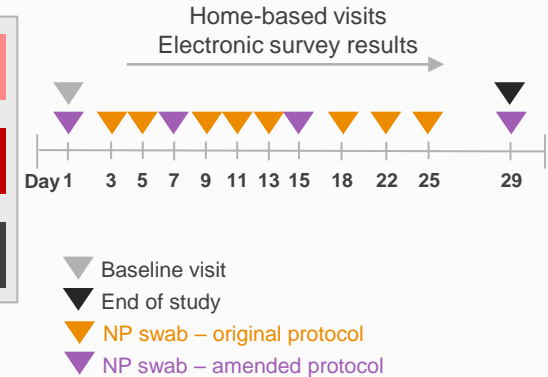 Home-based visits
Electronic survey results
Day 1 3 5 7 9 11 13 15 18 22 25 29
Baseline visit
End of study
NP swab – original protocol
NP swab – amended protocol